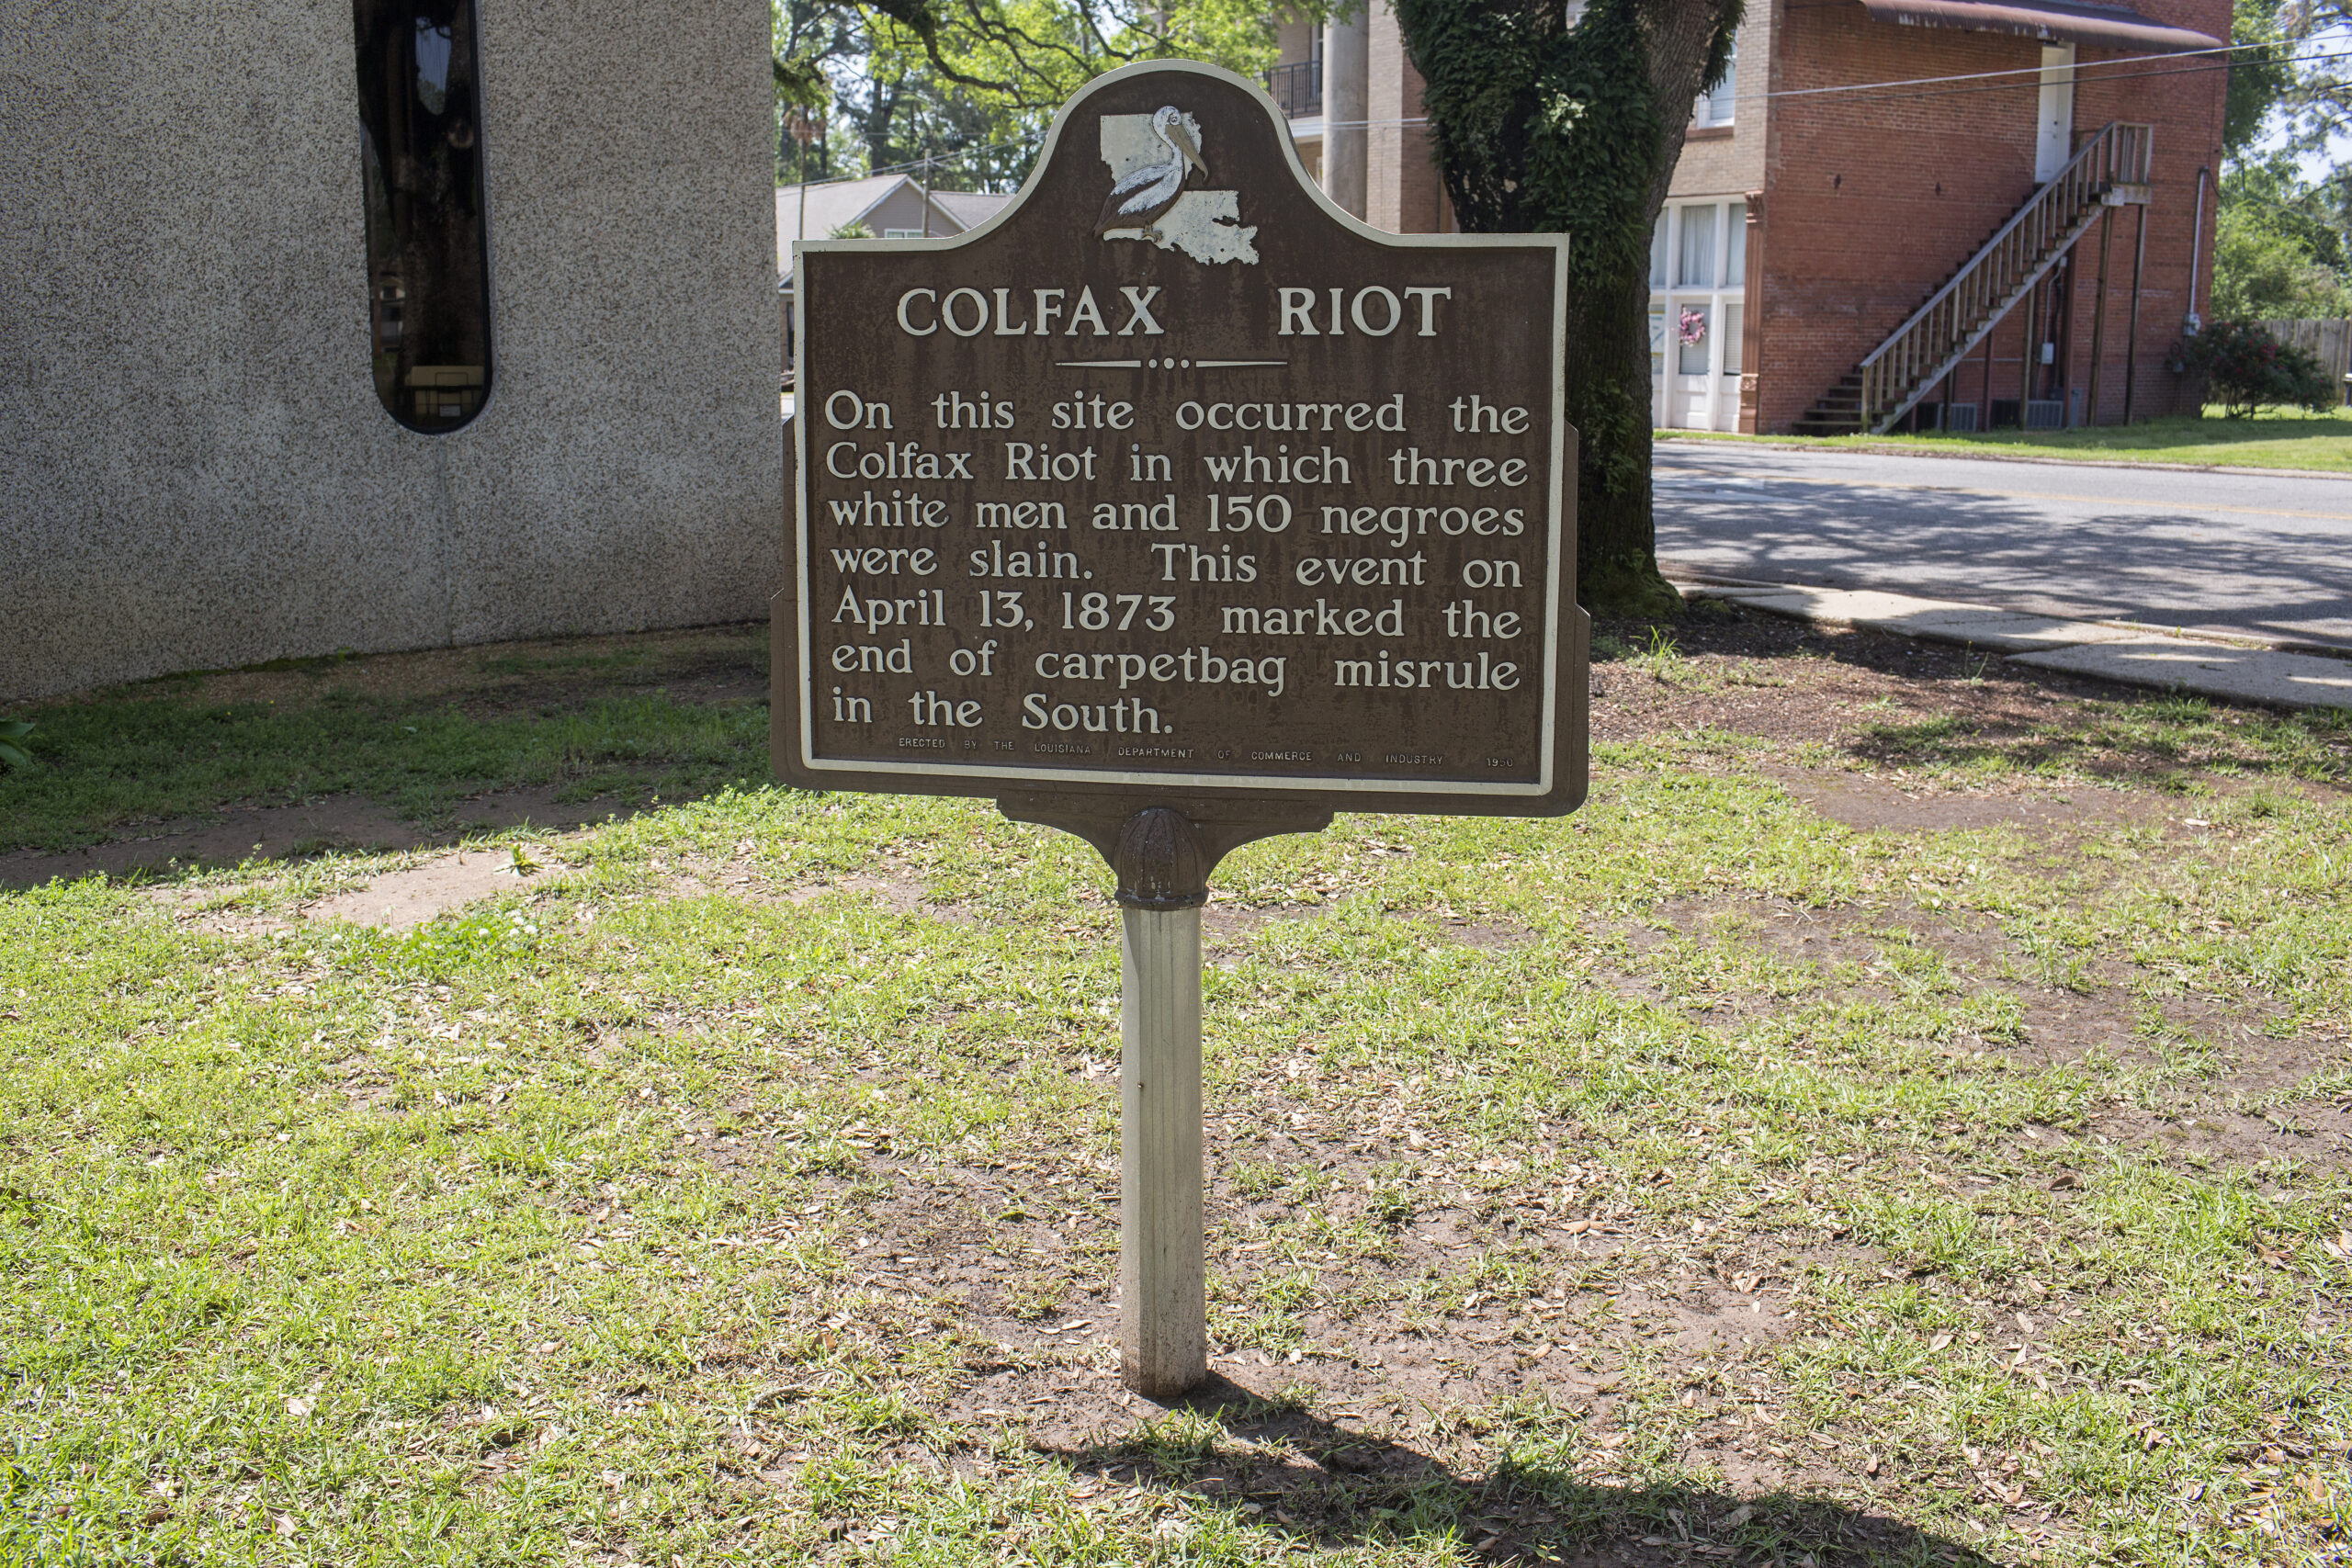 COLFAX RIOT
On this site occurred the
Colfax Riot in which three
white men and 150 negroes
were slain. This event on
April 13, 1873 marked the
end of carpetbag misrule
in the South.
ERECTED BY THE LOUISIANA DEPARTMENT OF COMMERCE AND INDUSTRY 1950